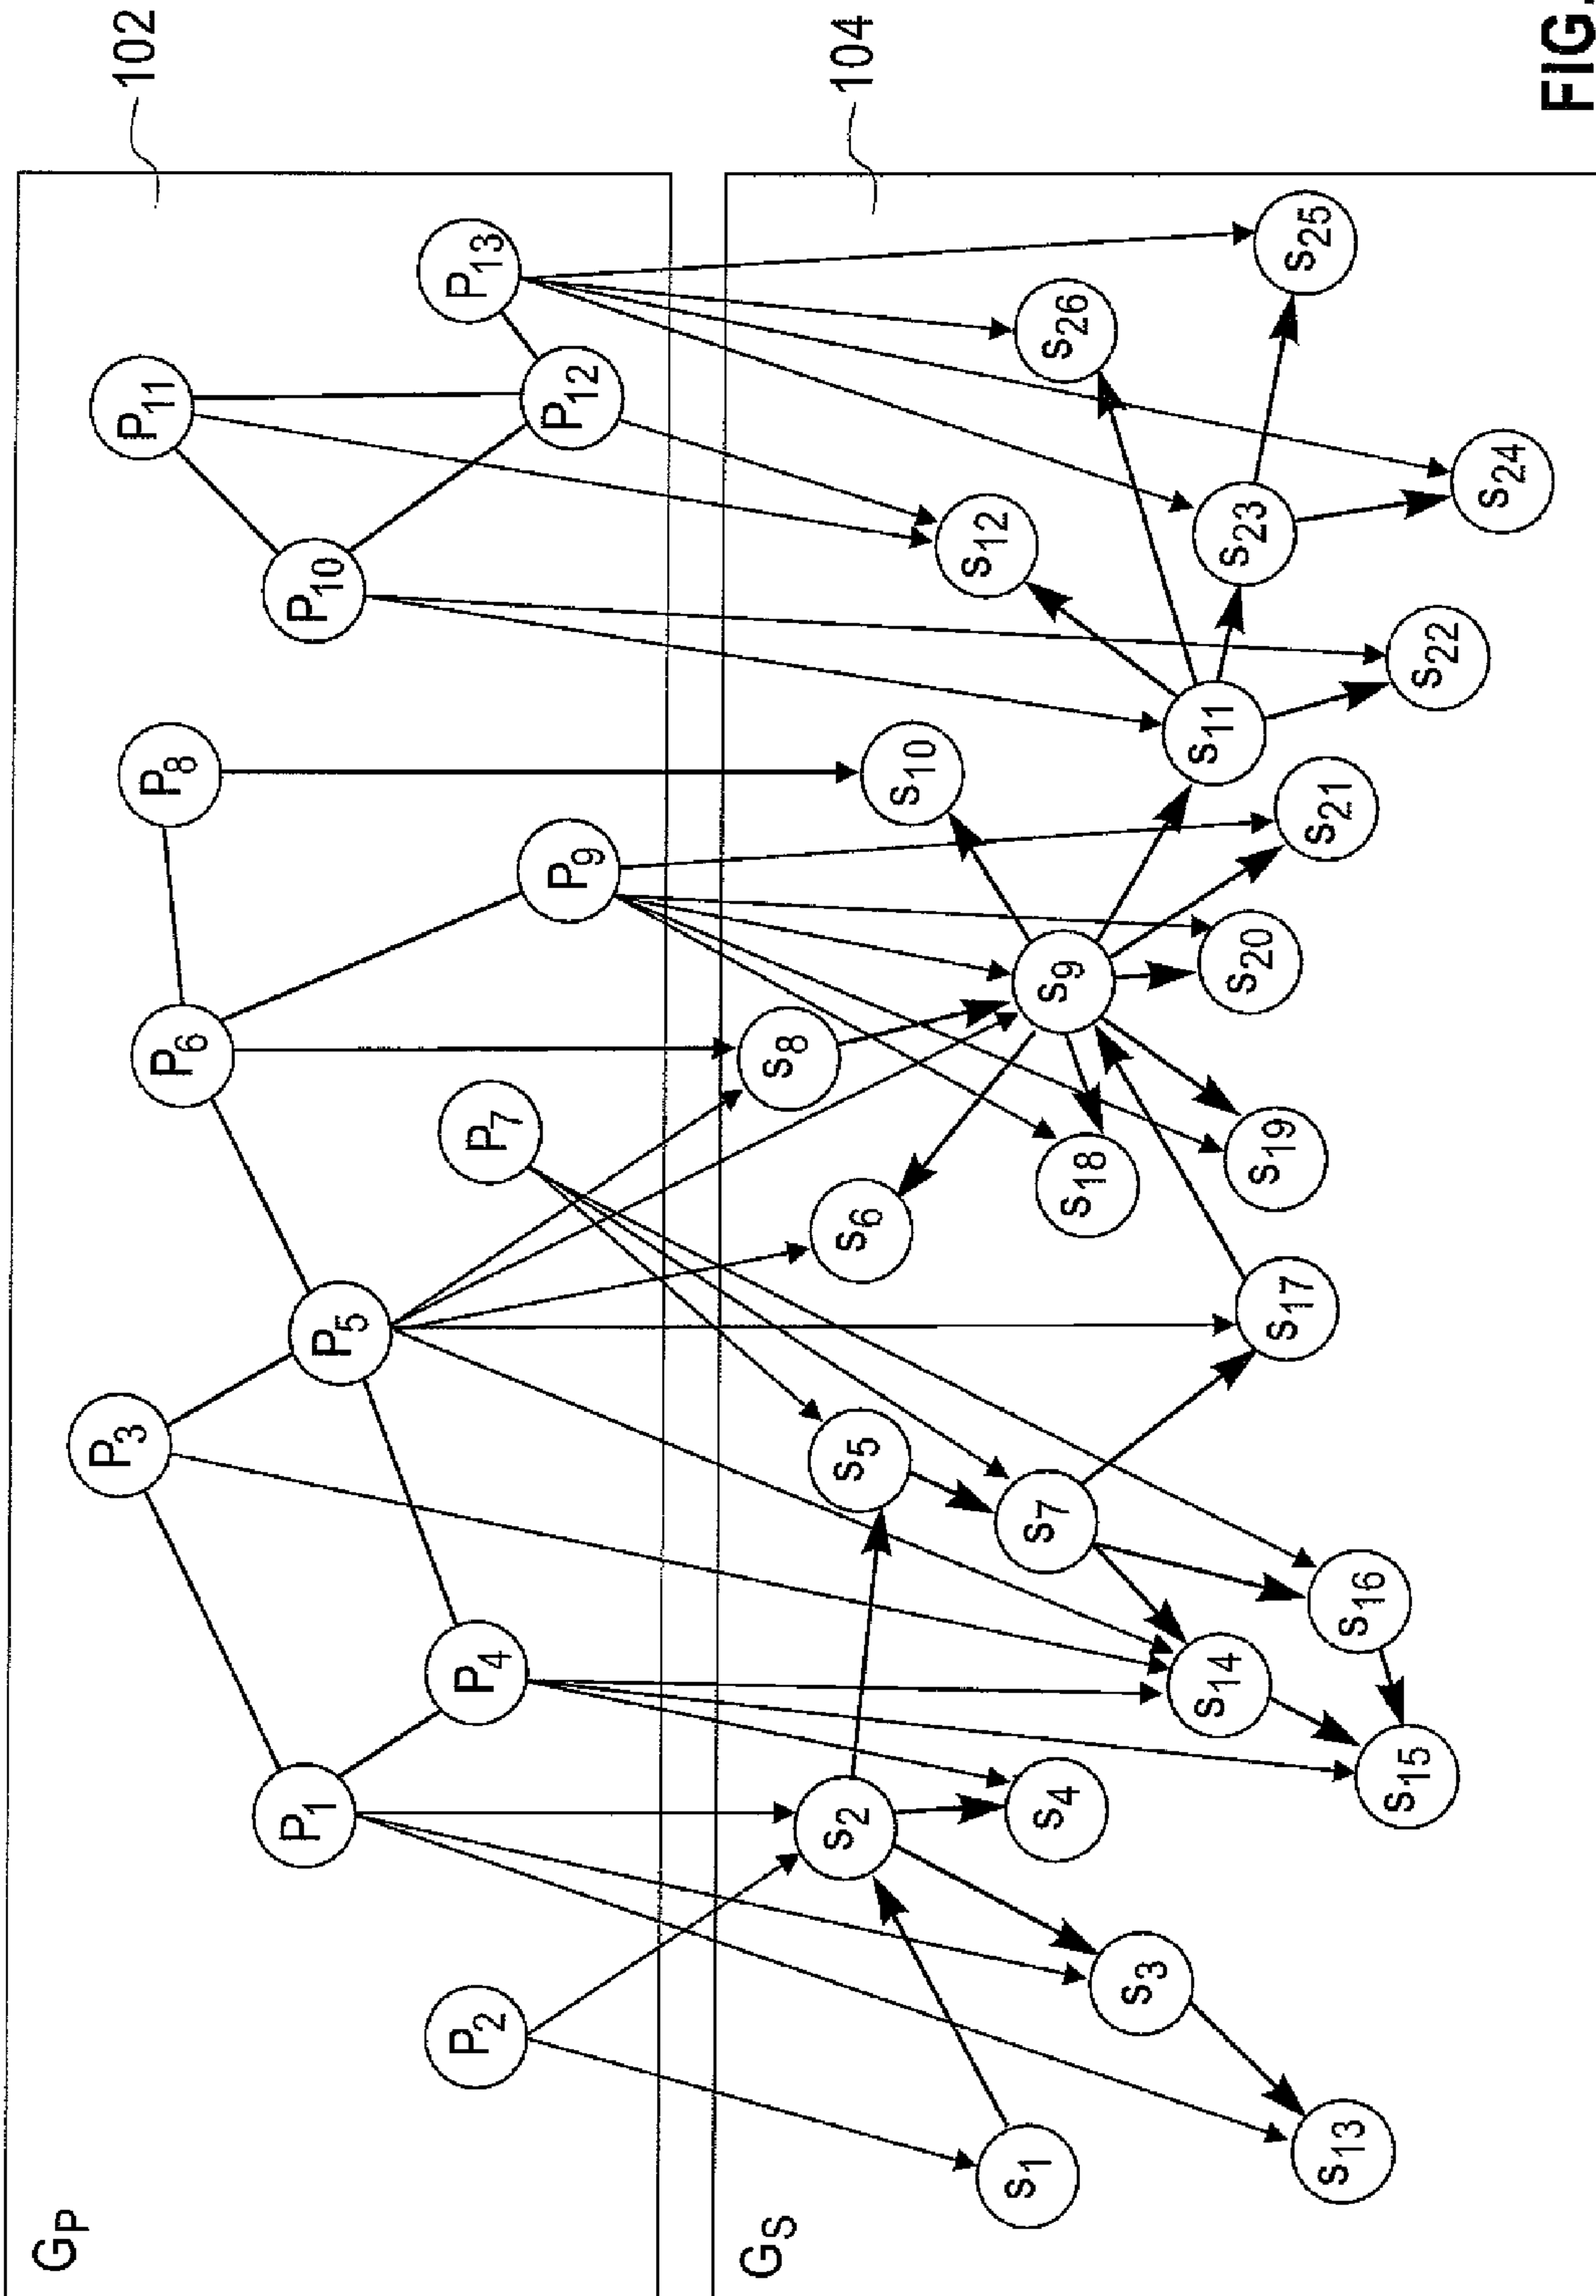 102
G_P
P₁
P₂
P₃
P₄
P₅
P₆
P₇
P₈
P₉
P₁₀
P₁₁
P₁₂
P₁₃
104
G_S
s₁
s₂
s₃
s₄
s₅
s₆
s₇
s₈
s₉
s₁₀
s₁₁
s₁₂
s₁₃
s₁₄
s₁₅
s₁₆
s₁₇
s₁₈
s₁₉
s₂₀
s₂₁
s₂₂
s₂₃
s₂₄
s₂₅
s₂₆
FIG.